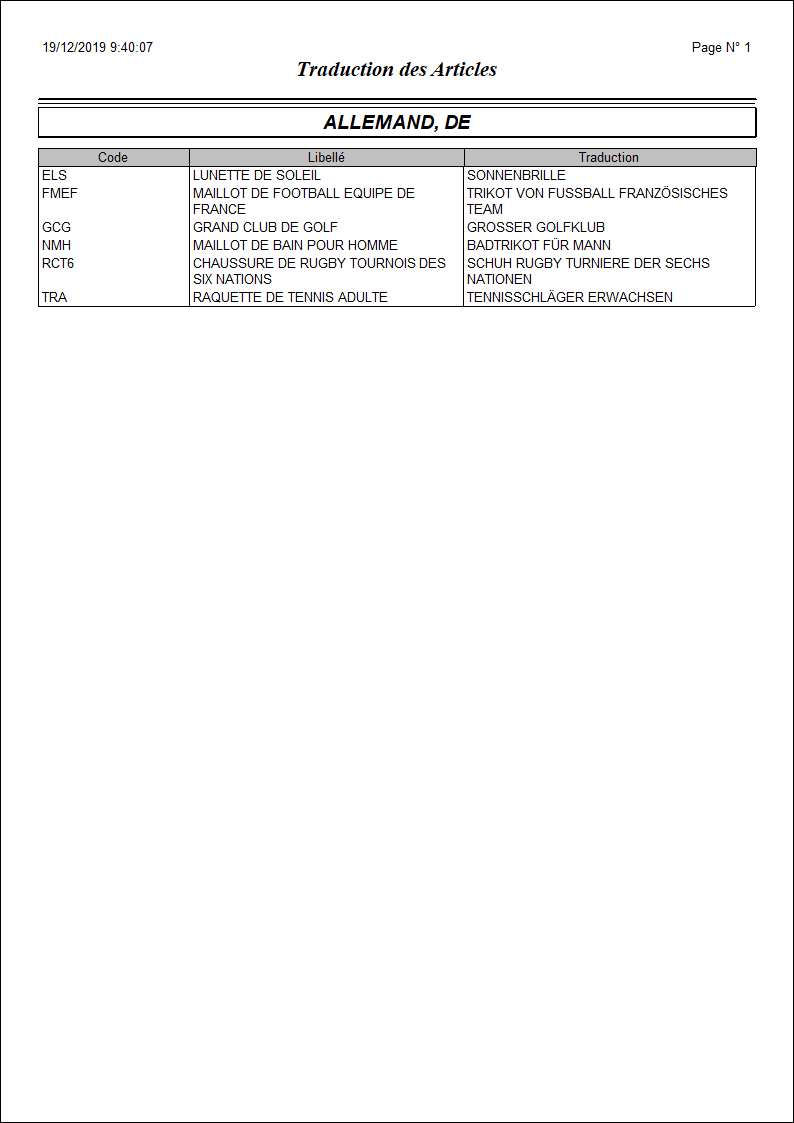 19/12/2019 9:40:07 Page N° 1
Traduction des Articles
ALLEMAND, DE
Code Libellé Traduction
ELS LUNETTE DE SOLEIL SONNENBRILLE
FMEF MAILLOT DE FOOTBALL EQUIPE DE TRIKOT VON FUSSBALL FRANZÖSISCHES
FRANCE TEAM
GCG GRAND CLUB DE GOLF GROSSER GOLFKLUB
NMH MAILLOT DE BAIN POUR HOMME BADTRIKOT FÜR MANN
RCT6 CHAUSSURE DE RUGBY TOURNOIS DES SCHUH RUGBY TURNIERE DER SECHS
SIX NATIONS NATIONEN
TRA RAQUETTE DE TENNIS ADULTE TENNISSCHLÄGER ERWACHSEN